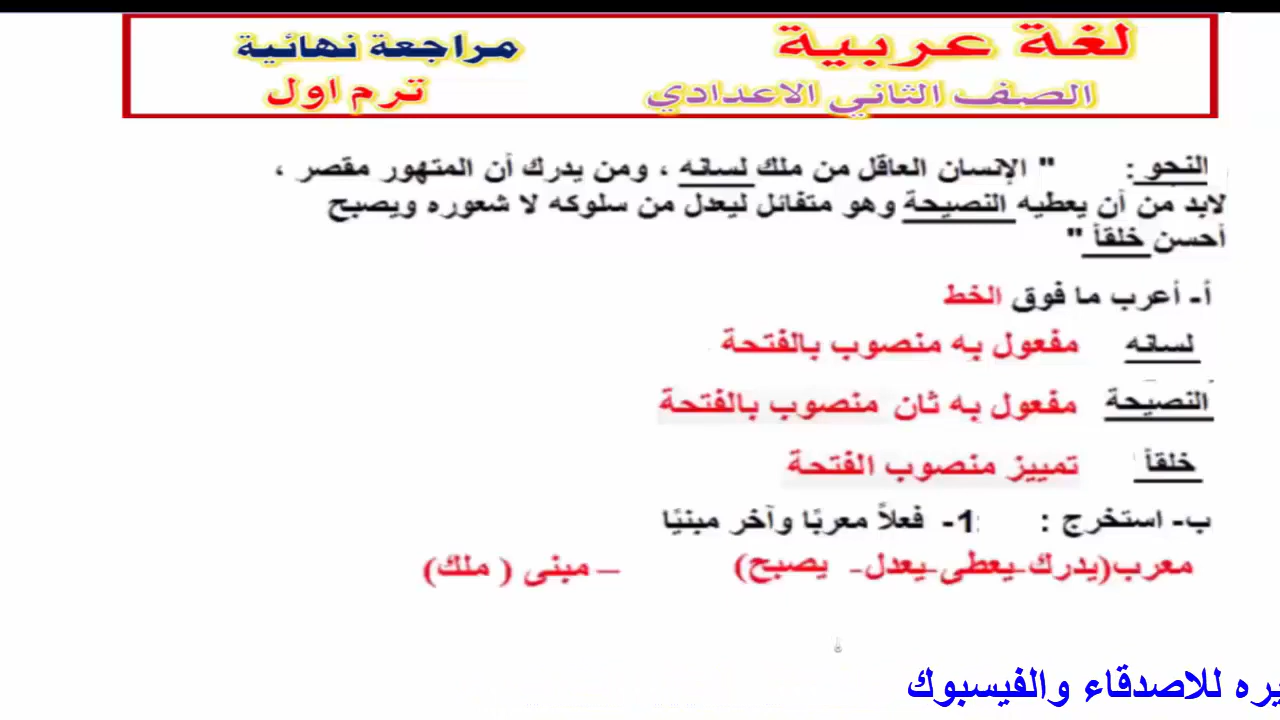 لغة عربية
مراجعة نهائية
الصف الثاني الاعدادي
ترم اول
النحو : " الإنسان العاقل من ملك لسانه ، ومن يدرك أن المتهور مقصر ،
لابد من أن يعطيه النصيحة وهو متفائل ليعدل من سلوكه لا شعوره ويصبح
أحسن خلقاً "
أ- أعرب ما فوق الخط
لسانه مفعول به منصوب بالفتحة
النصيحة مفعول به ثان منصوب بالفتحة
خلقاً تمييز منصوب الفتحة
ب- استخرج : 1- فعلاً معربًا وآخر مبنيًا
معرب(يدرك-يعطى-يعدل- يصبح) – مبنى ( ملك)
للاصدقاء والفيسبوك